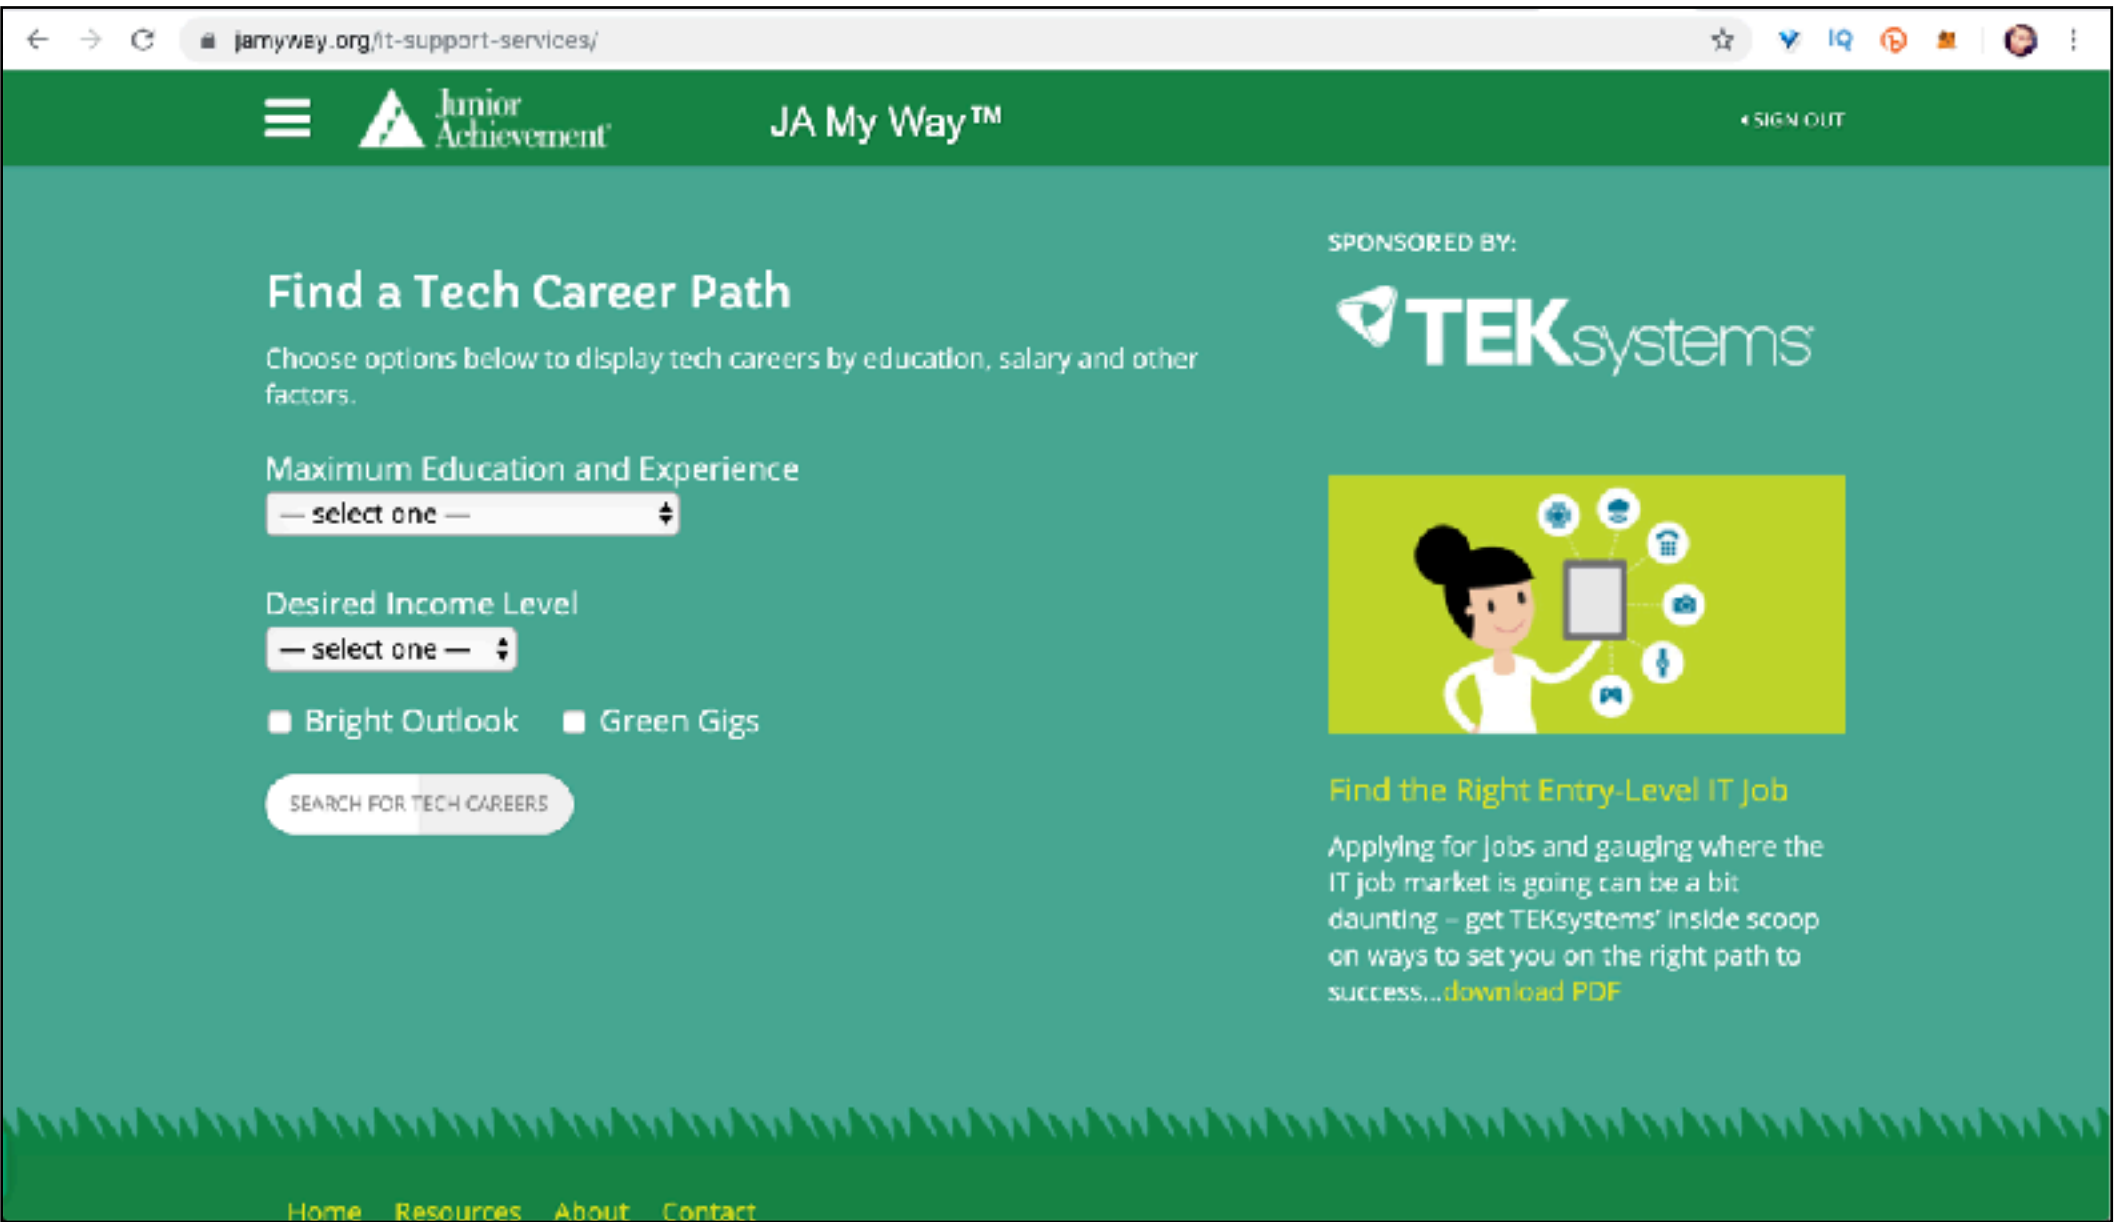 jamyway.org/it-support-services/
IQ
Junior
Achievement
JA My Way™
SIGN OUT
Find a Tech Career Path
Choose options below to display tech careers by education, salary and other
factors.
Maximum Education and Experience
— select one —
Desired Income Level
— select one —
Bright Outlook
Green Gigs
SEARCH FOR TECH CAREERS
SPONSORED BY:
TEKsystems
Find the Right Entry-Level IT Job
Applying for jobs and gauging where the
IT job market is going can be a bit
daunting – get TEKsystems’ inside scoop
on ways to set you on the right path to
success...download PDF
Home Resources About Contact